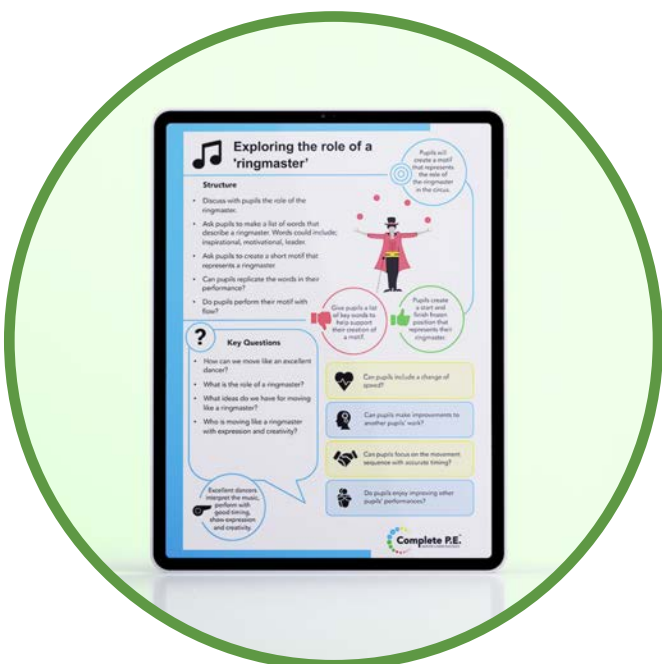 Exploring the role of a
'ringmaster'
Pupils will
create a motif
that represents
the role of
the ringmaster
in the circus.
Structure
• Discuss with pupils the role of the
ringmaster.
• Ask pupils to make a list of words that
describe a ringmaster. Words could include;
inspirational, motivational, leader.
• Ask pupils to create a short motif that
represents a ringmaster.
• Can pupils replicate the words in their
performance?
• Do pupils perform their motif with
flow?
Give pupils a list
of key words to
help support
their creation of
a motif.
Pupils create
a start and
finish frozen
position that
represents their
ringmaster.
?
Key Questions
• How can we move like an excellent
dancer?
• What is the role of a ringmaster?
• What ideas do we have for moving
like a ringmaster?
• Who is moving like a ringmaster
with expression and creativity?
Can pupils include a change of
speed?
Can pupils make improvements to
another pupils' work?
Can pupils focus on the movement
sequence with accurate timing?
Do pupils enjoy improving other
pupils' performances?
Excellent dancers
interpret the music,
perform with
good timing,
show expression
and creativity.
Complete P.E.